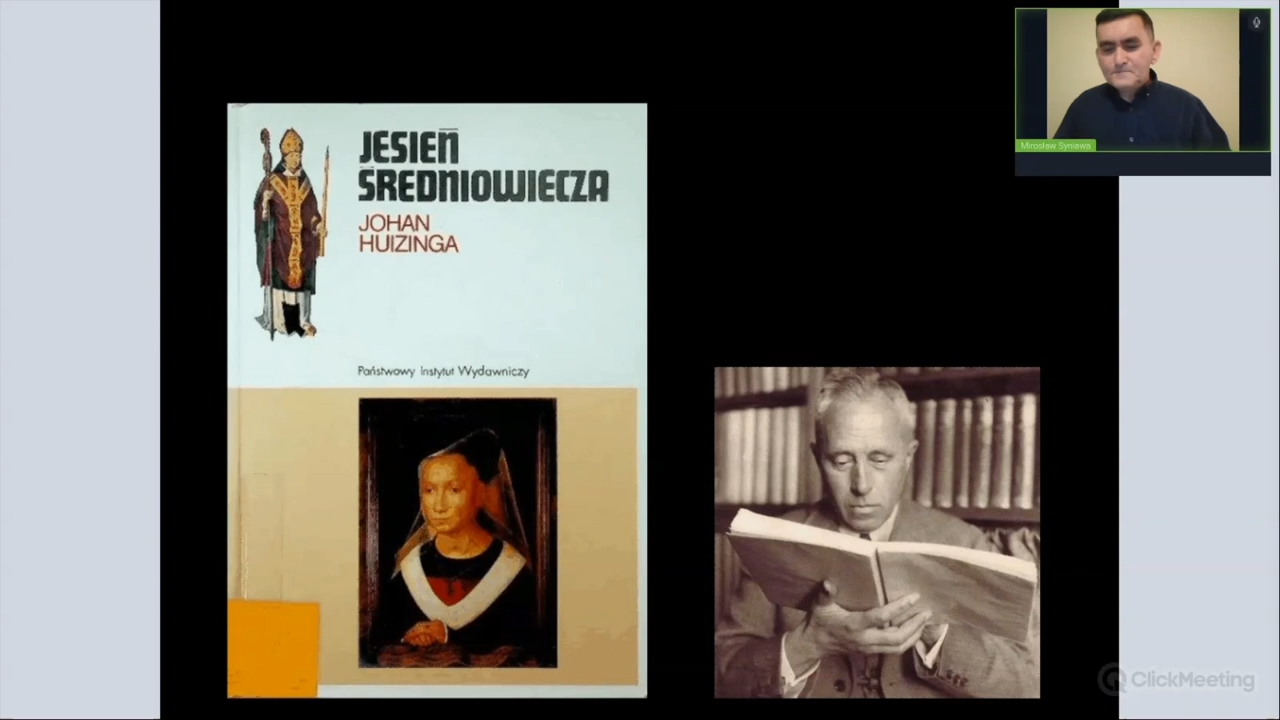 JESIEŃ
ŚREDNIOWIECZA
JOHAN
HUIZINGA
Państwowy Instytut Wydawniczy
Mirosław Syniawa
ClickMeeting